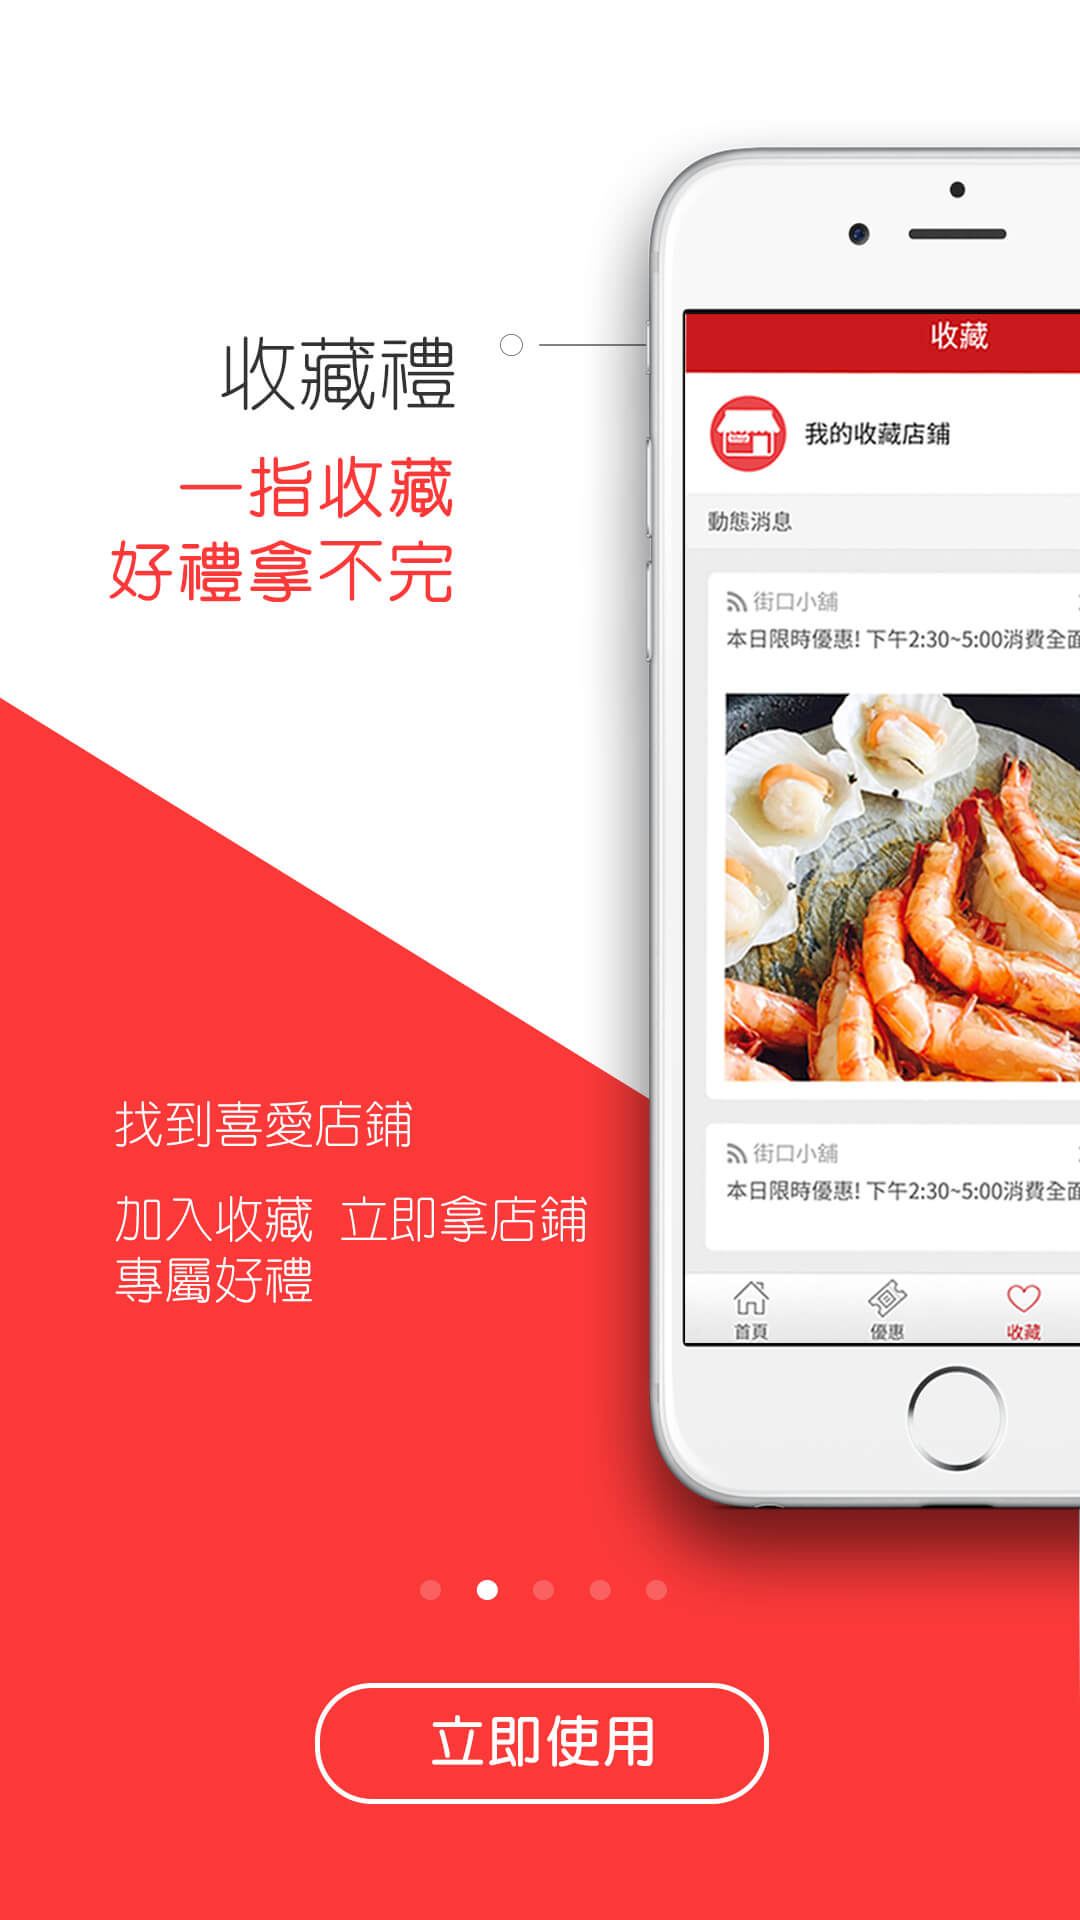 收藏禮
一指收藏
好禮拿不完
收藏
Shop
我的收藏店鋪
動態消息
街口小舖
本日限時優惠! 下午2:30~5:00消費全面
街口小舖
本日限時優惠! 下午2:30~5:00消費全面
首頁
優惠
收藏
找到喜愛店鋪
加入收藏 立即拿店鋪
專屬好禮
立即使用